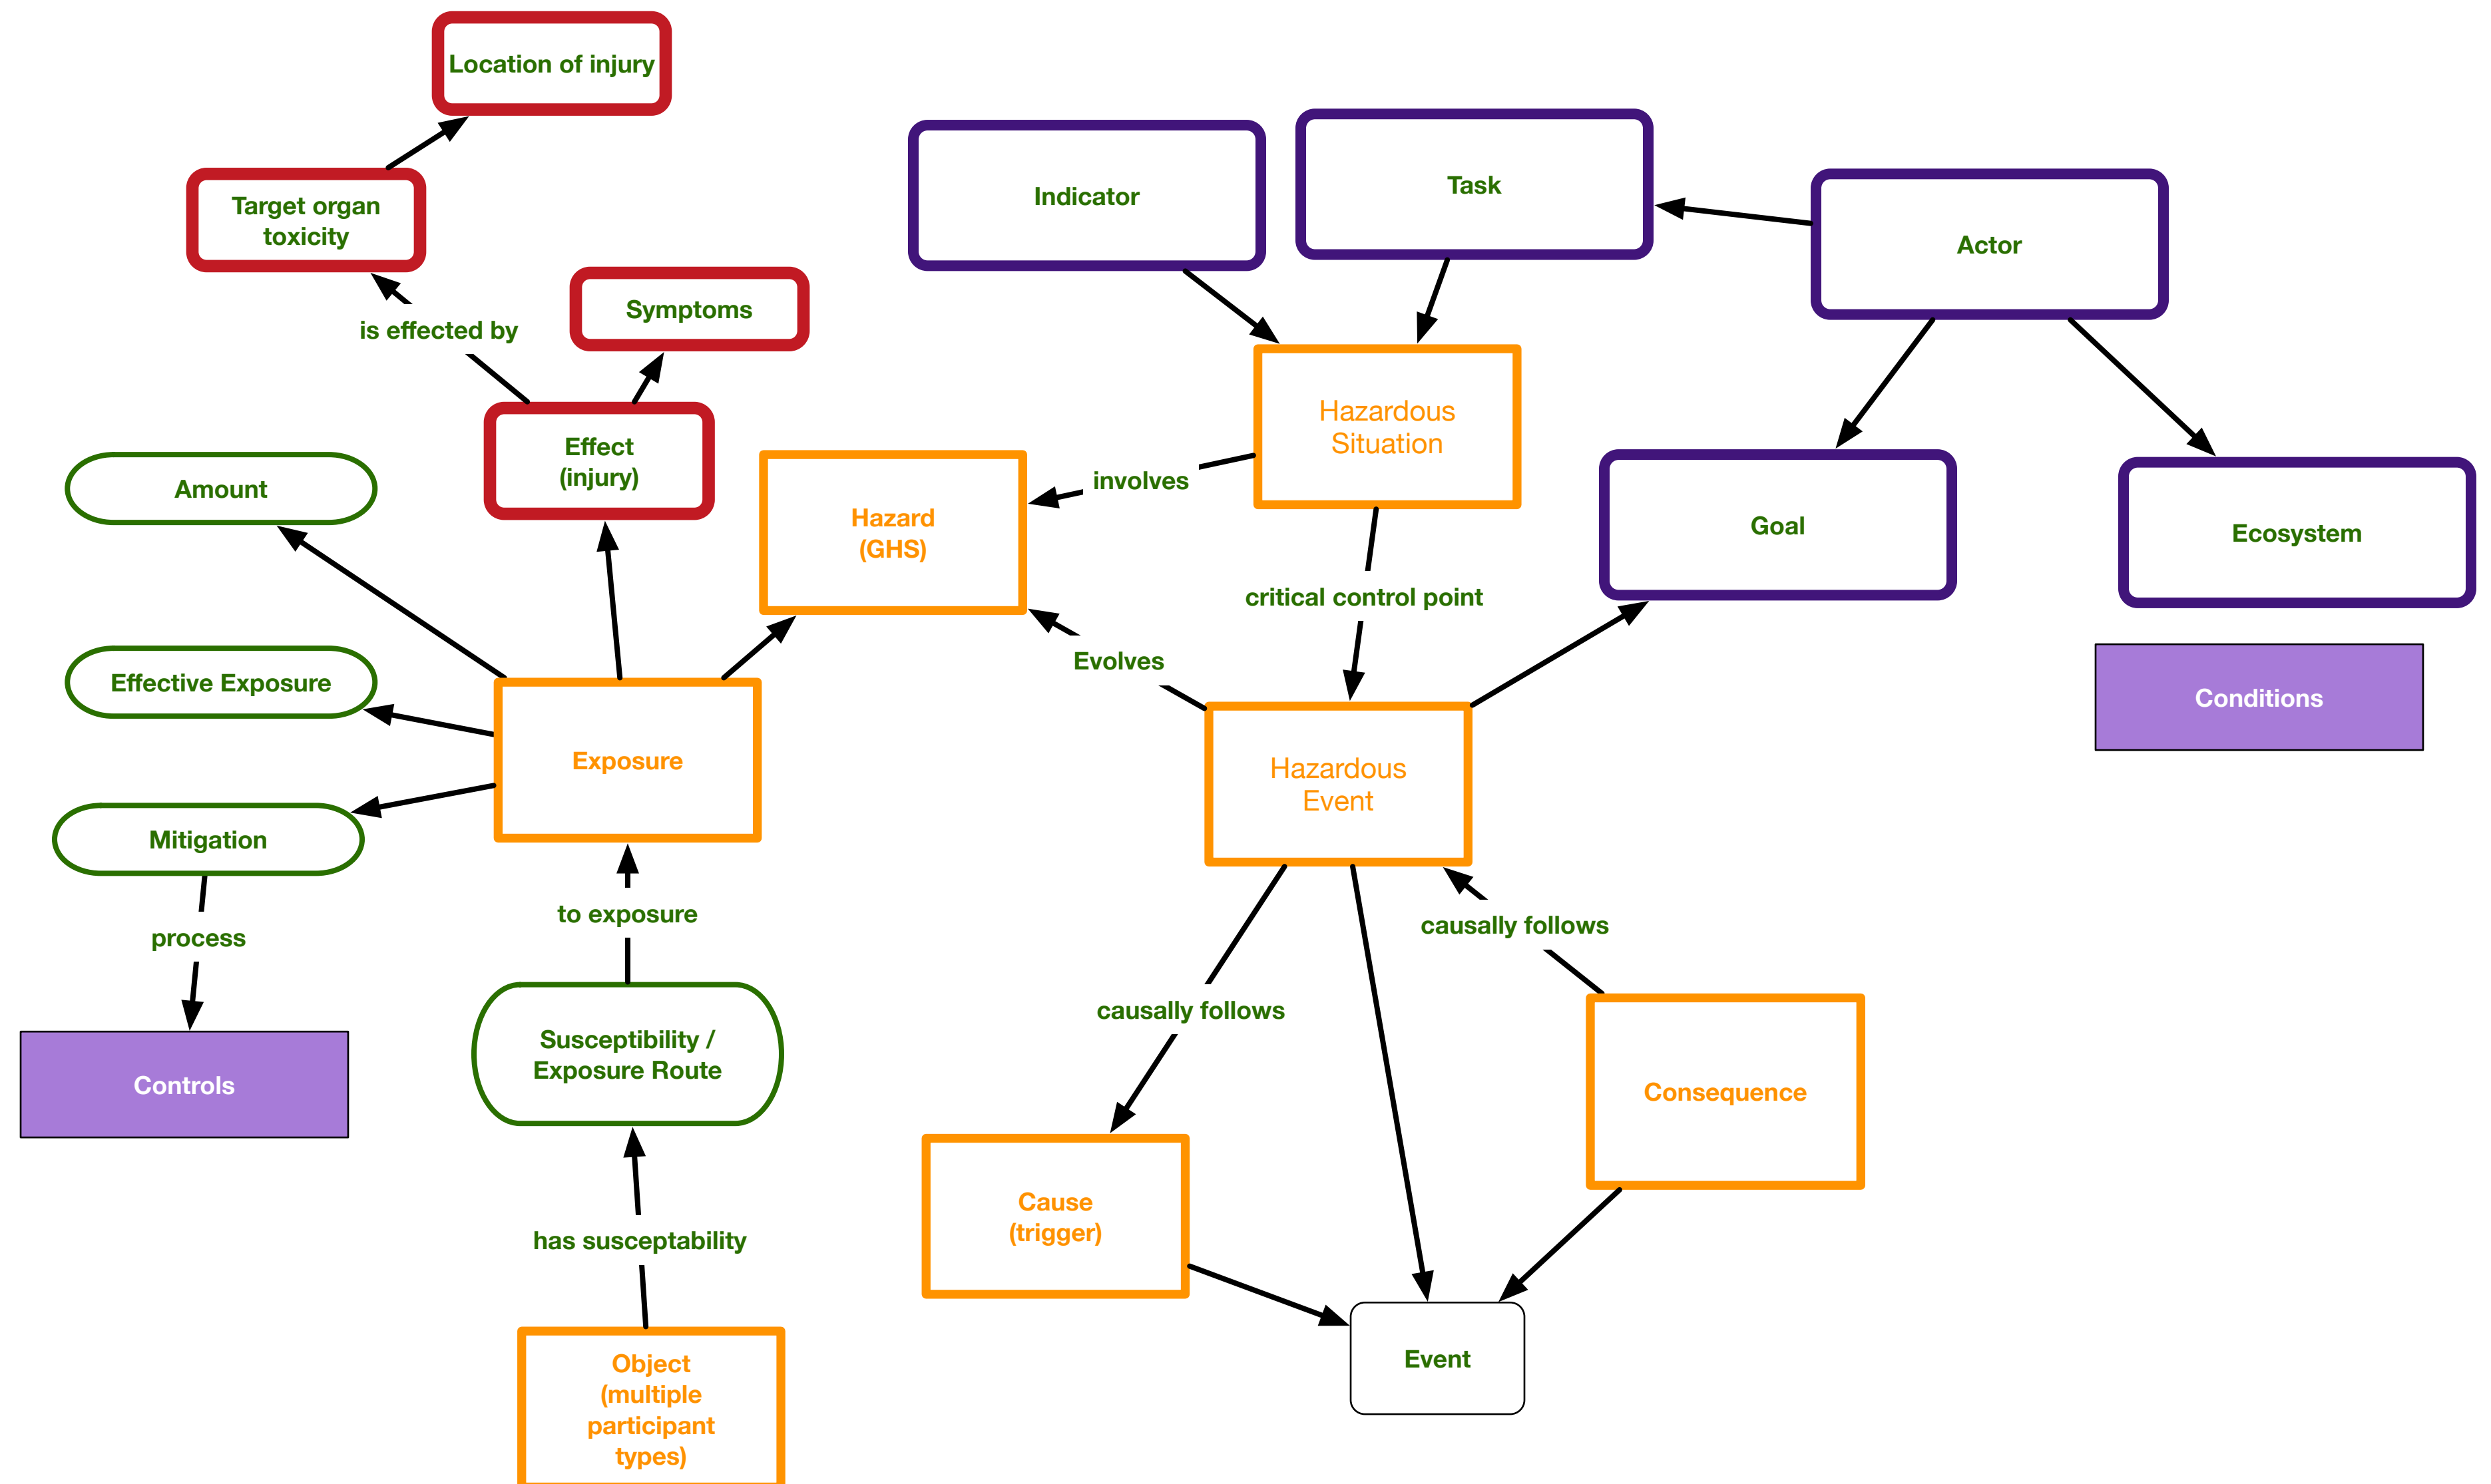 Location of injury
Target organ
toxicity
Indicator
Task
Actor
is effected by
Symptoms
Effect
(injury)
Hazardous
Situation
Amount
involves
Hazard
(GHS)
Goal
Ecosystem
critical control point
Evolves
Effective Exposure
Exposure
Hazardous
Event
Conditions
Mitigation
to exposure
causally follows
process
causally follows
Susceptibility /
Exposure Route
Controls
Consequence
Cause
(trigger)
has susceptability
Event
Object
(multiple
participant
types)